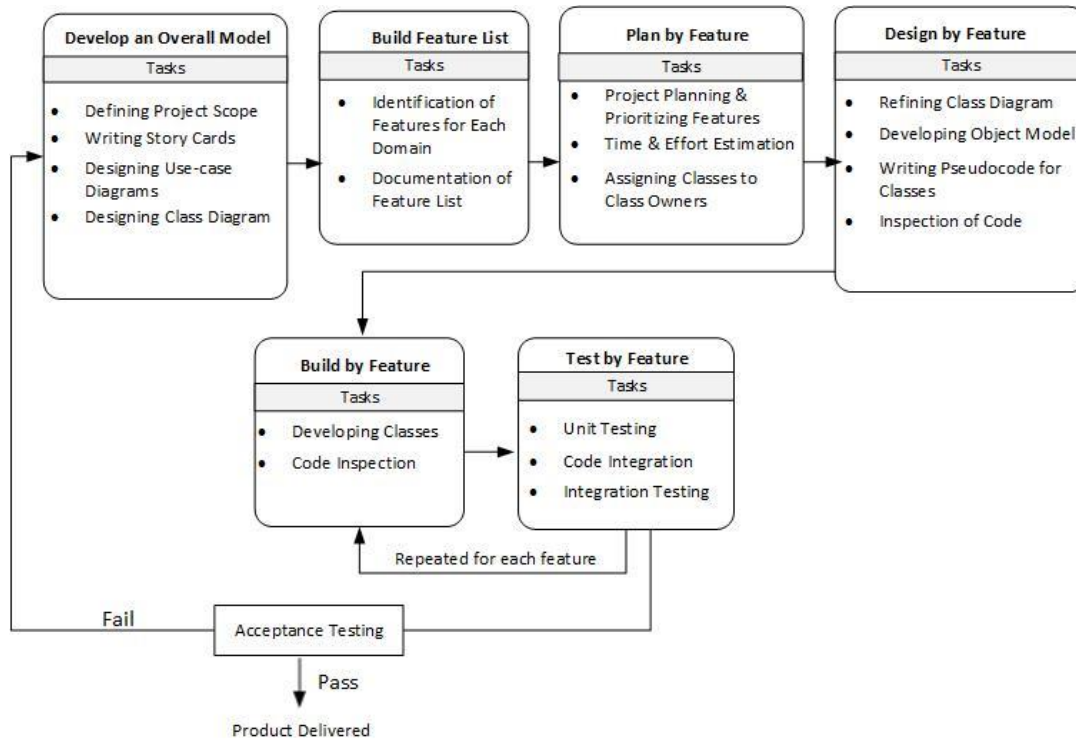 Develop an Overall Model
Tasks
● Defining Project Scope
● Writing Story Cards
● Designing Use-case
Diagrams
● Designing Class Diagram
Build Feature List
Tasks
● Identification of
Features for Each
Domain
● Documentation of
Feature List
Plan by Feature
Tasks
● Project Planning &
Prioritizing Features
● Time & Effort Estimation
● Assigning Classes to
Class Owners
Design by Feature
Tasks
● Refining Class Diagram
● Developing Object Model
● Writing Pseudocode for
Classes
● Inspection of Code
Build by Feature
Tasks
● Developing Classes
● Code Inspection
Test by Feature
Tasks
● Unit Testing
● Code Integration
● Integration Testing
Repeated for each feature
Fail
Acceptance Testing
Pass
Product Delivered